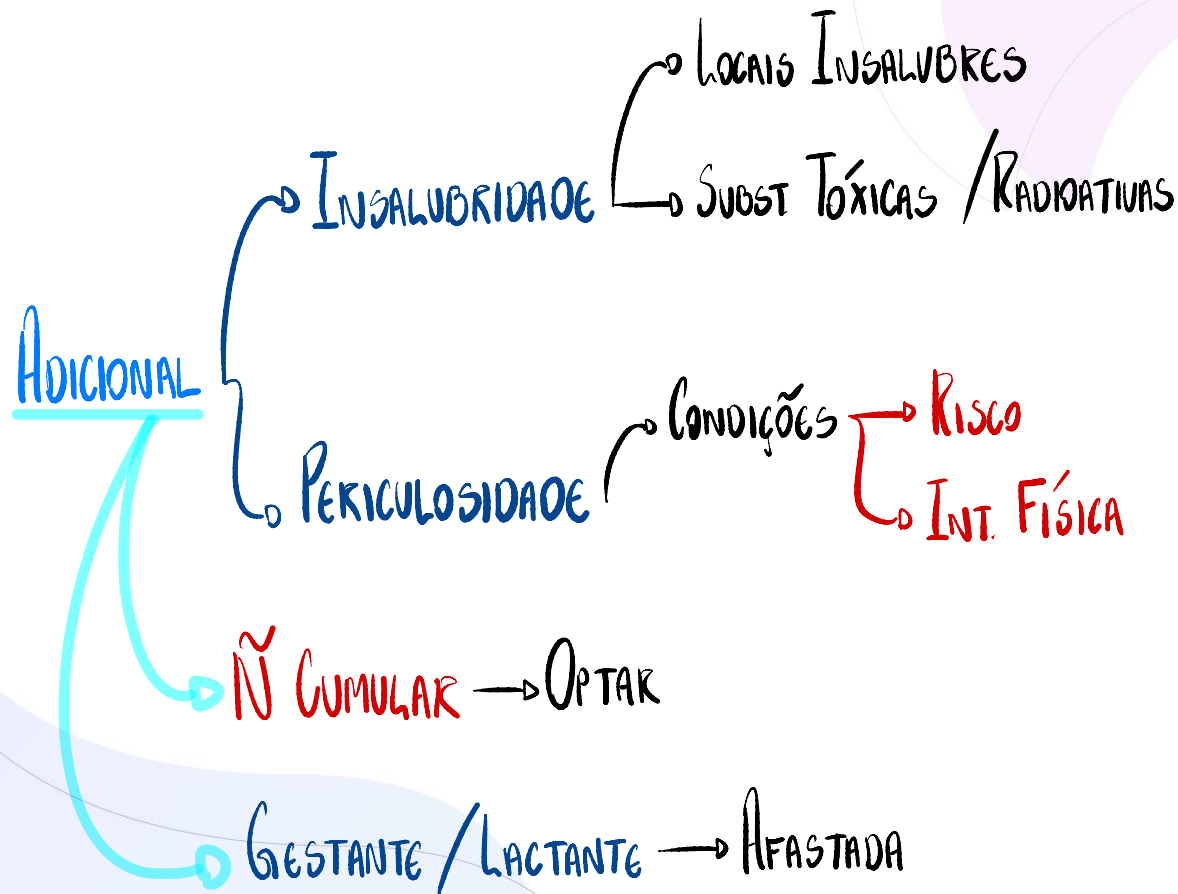 LOCAIS INSALUBRES
INSALUBRIDADE
SUBST TÓXICAS / RADIOATIVAS
ADICIONAL
CONDIÇÕES
RISCO
PERICULOSIDADE
INT. FÍSICA
Ñ CUMULAR
OPTAR
GESTANTE / LACTANTE
AFASTADA